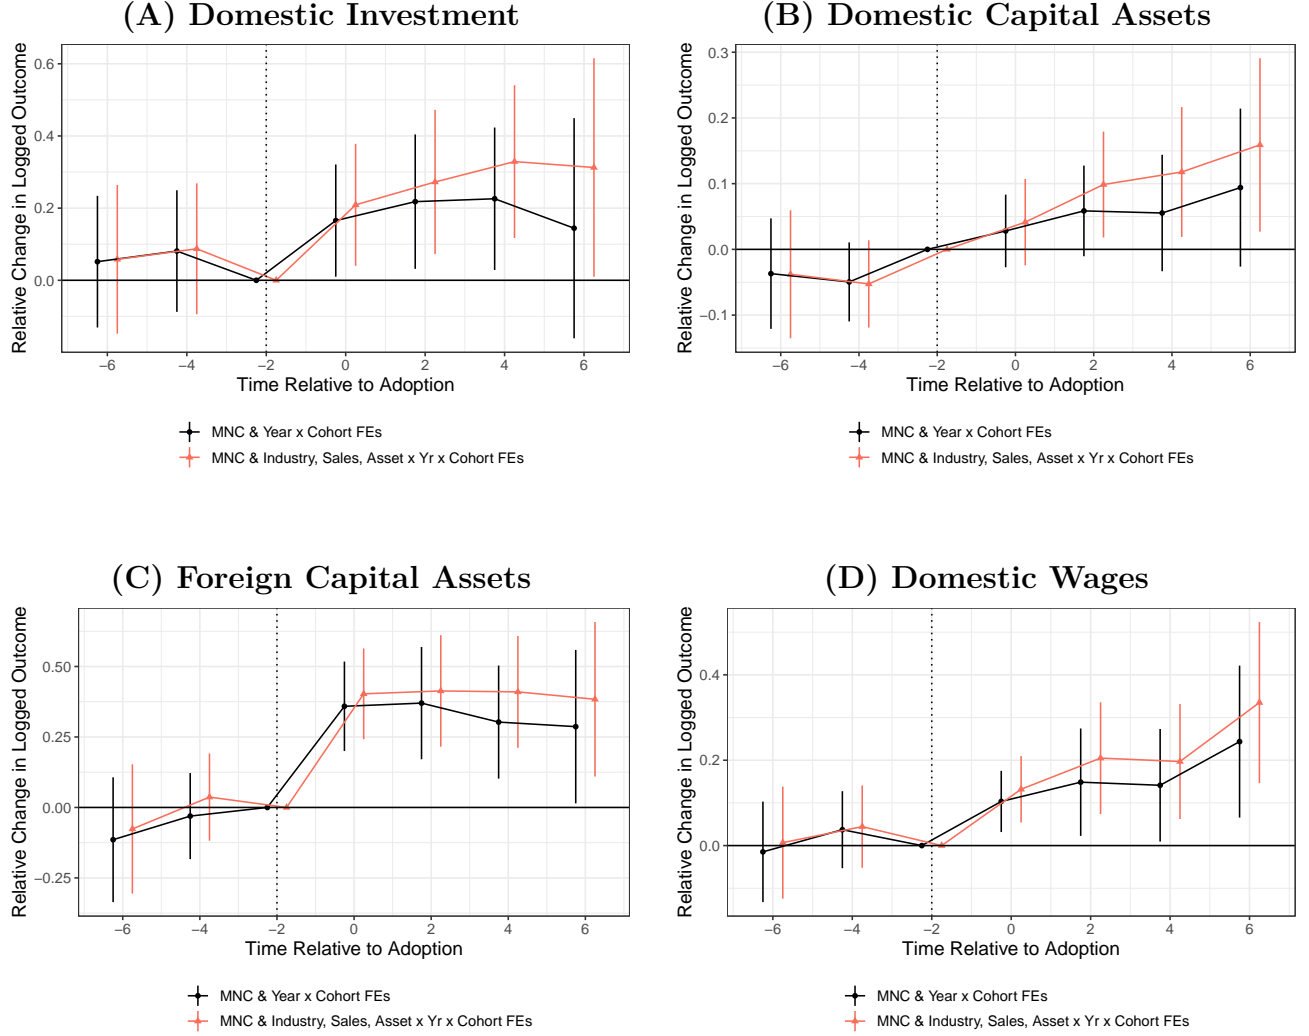 (A) Domestic Investment
Relative Change in Logged Outcome
0.6
0.4
0.2
0.0
−6
−4
−2
0
2
4
6
Time Relative to Adoption
MNC & Year x Cohort FEs
MNC & Industry, Sales, Asset x Yr x Cohort FEs
(B) Domestic Capital Assets
Relative Change in Logged Outcome
0.3
0.2
0.1
0.0
−0.1
−6
−4
−2
0
2
4
6
Time Relative to Adoption
MNC & Year x Cohort FEs
MNC & Industry, Sales, Asset x Yr x Cohort FEs
(C) Foreign Capital Assets
Relative Change in Logged Outcome
0.50
0.25
0.00
−0.25
−6
−4
−2
0
2
4
6
Time Relative to Adoption
MNC & Year x Cohort FEs
MNC & Industry, Sales, Asset x Yr x Cohort FEs
(D) Domestic Wages
Relative Change in Logged Outcome
0.4
0.2
0.0
−6
−4
−2
0
2
4
6
Time Relative to Adoption
MNC & Year x Cohort FEs
MNC & Industry, Sales, Asset x Yr x Cohort FEs